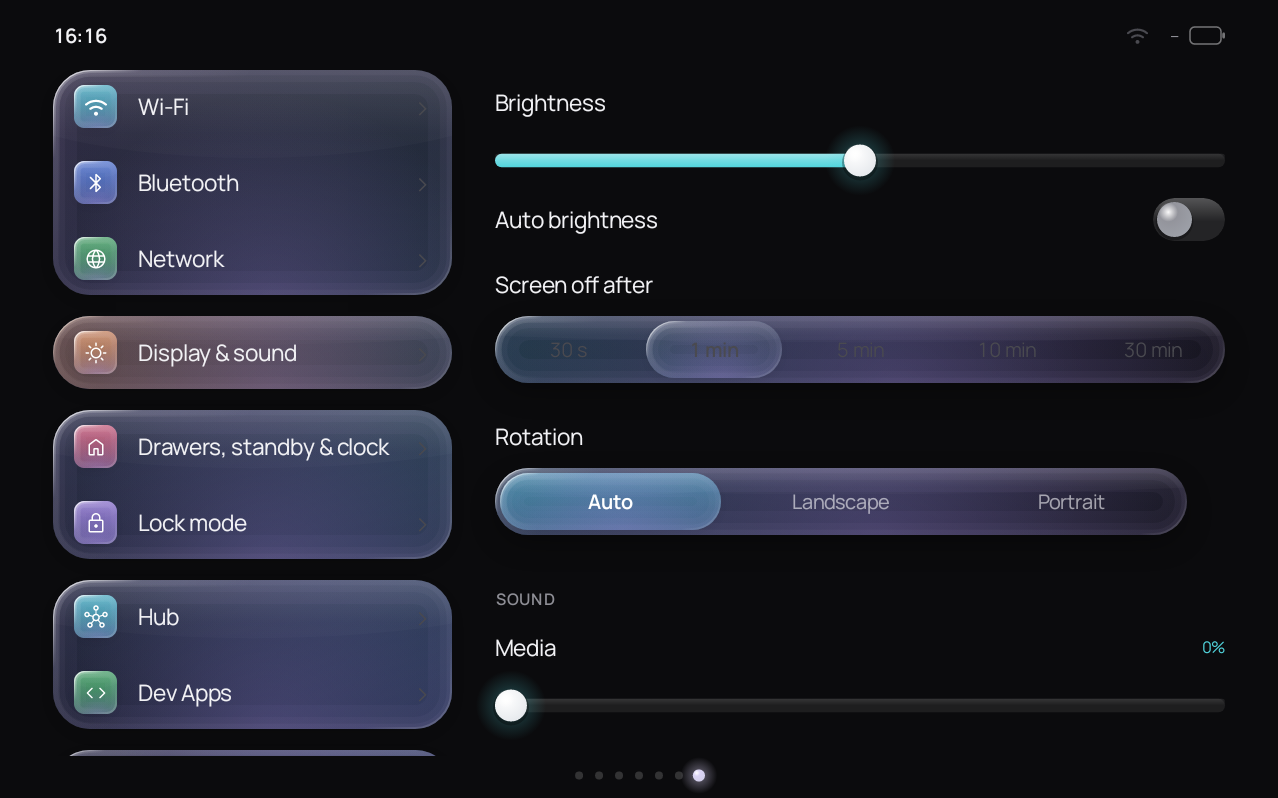 16:16
Wi-Fi
Bluetooth
Network
Display & sound
Drawers, standby & clock
Lock mode
Hub
Dev Apps
–
Brightness
Auto brightness
Screen off after
30 s 1 min 5 min 10 min 30 min
Rotation
Auto Landscape Portrait
SOUND
Media 0%